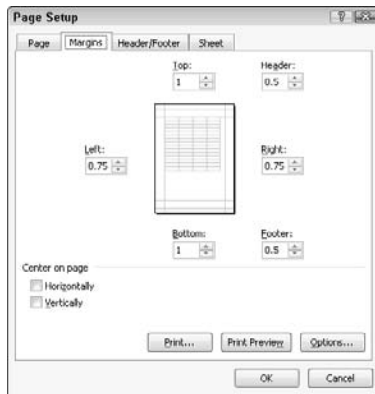 Page Setup
Page Margins Header/Footer Sheet
Top: Header:
1 0.5
Left: Right:
0.75 0.75
Bottom: Footer:
1 0.5
Center on page
Horizontally
Vertically
Print... Print Preview Options...
OK Cancel